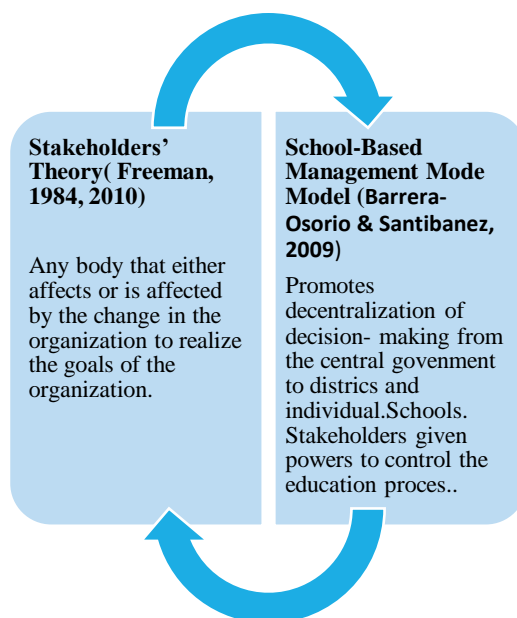 Stakeholders'
Theory( Freeman,
1984, 2010)
Any body that either
affects or is affected
by the change in the
organization to realize
the goals of the
organization.
School-Based
Management Mode
Model (Barrera-
Osorio & Santibanez,
2009)
Promotes
decentralization of
decision- making from
the central govenment
to districs and
individual.Schools.
Stakeholders given
powers to control the
education proces..